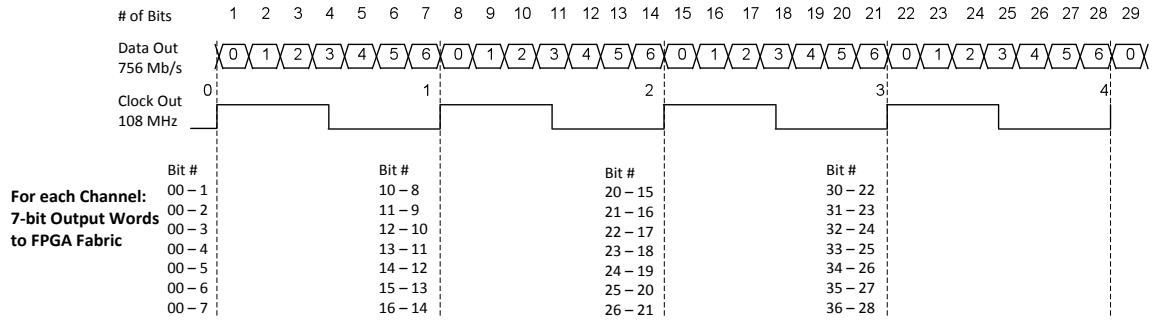 # of Bits 1 2 3 4 5 6 7 8 9 10 11 12 13 14 15 16 17 18 19 20 21 22 23 24 25 26 27 28 29
Data Out
756 Mb/s
0 1 2 3 4 5 6 0 1 2 3 4 5 6 0 1 2 3 4 5 6 0 1 2 3 4 5 6 0
0 1 2 3 4
Clock Out
108 MHz
For each Channel:
7-bit Output Words
to FPGA Fabric
Bit #
00 – 1
00 – 2
00 – 3
00 – 4
00 – 5
00 – 6
00 – 7
Bit #
10 – 8
11 – 9
12 – 10
13 – 11
14 – 12
15 – 13
16 – 14
Bit #
20 – 15
21 – 16
22 – 17
23 – 18
24 – 19
25 – 20
26 – 21
Bit #
30 – 22
31 – 23
32 – 24
33 – 25
34 – 26
35 – 27
36 – 28